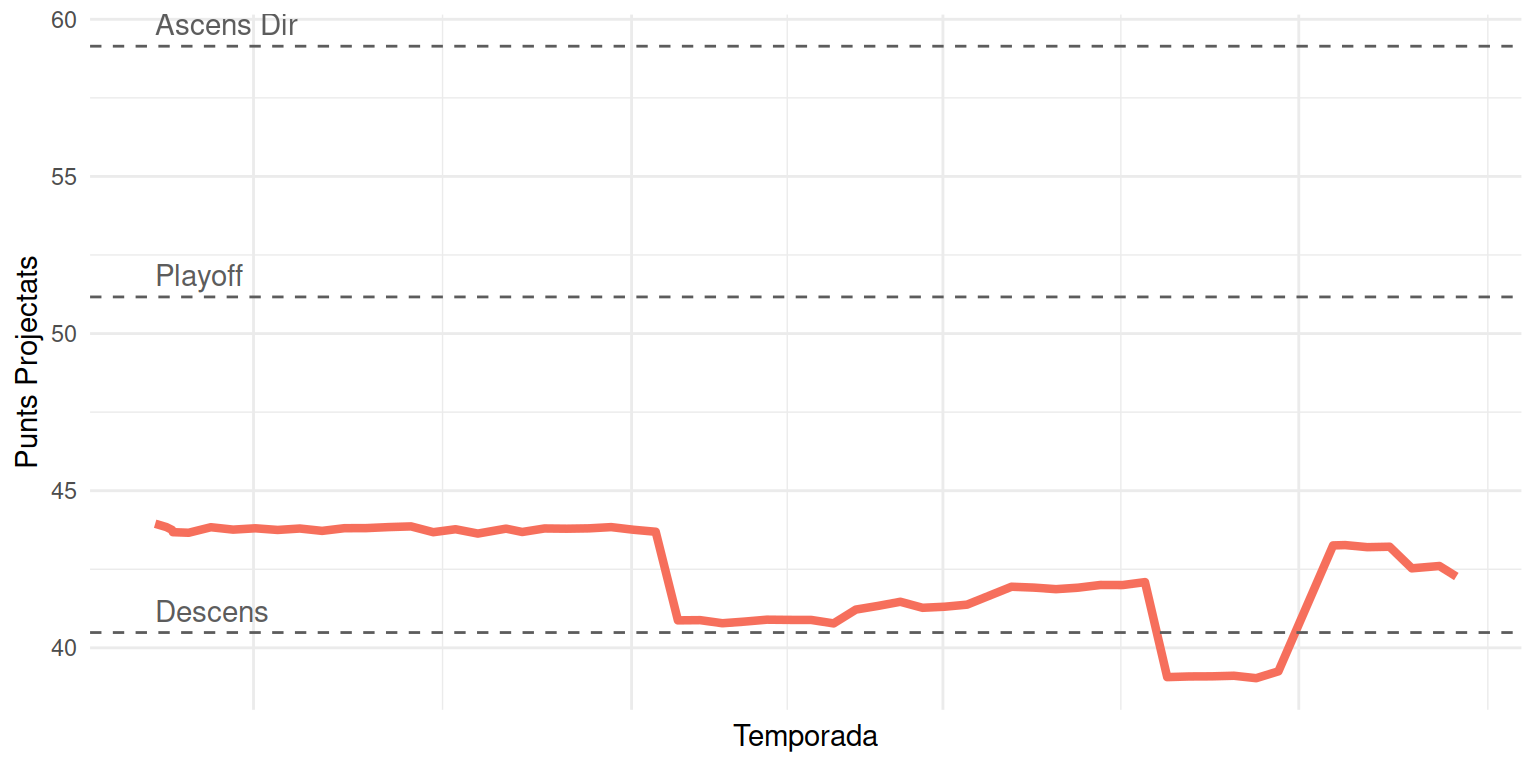 60
Ascens Dir
55
Playoff
50
Punts Projectats
45
Descens
40
Temporada